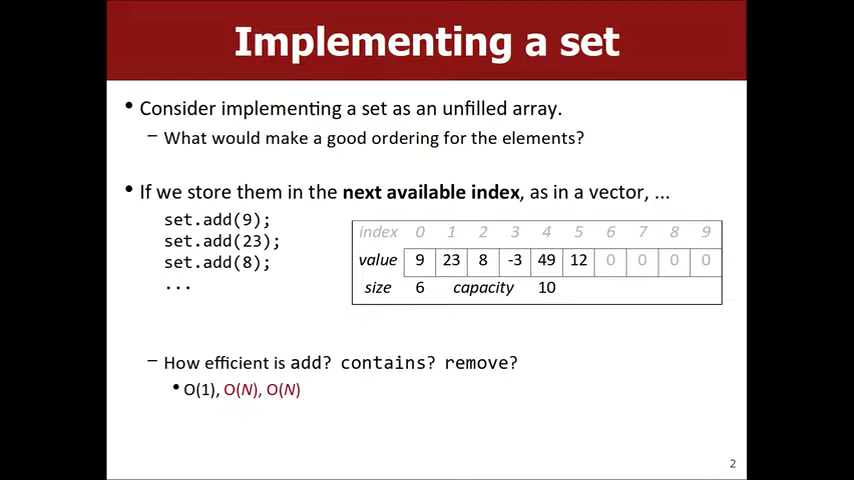 Implementing a set
• Consider implementing a set as an unfilled array.
– What would make a good ordering for the elements?
• If we store them in the next available index, as in a vector, ...
set.add(9);
set.add(23);
set.add(8);
...
index 0 1 2 3 4 5 6 7 8 9
value 9 23 8 -3 49 12 0 0 0 0
size 6 capacity 10
– How efficient is add? contains? remove?
• O(1), O(N), O(N)
2